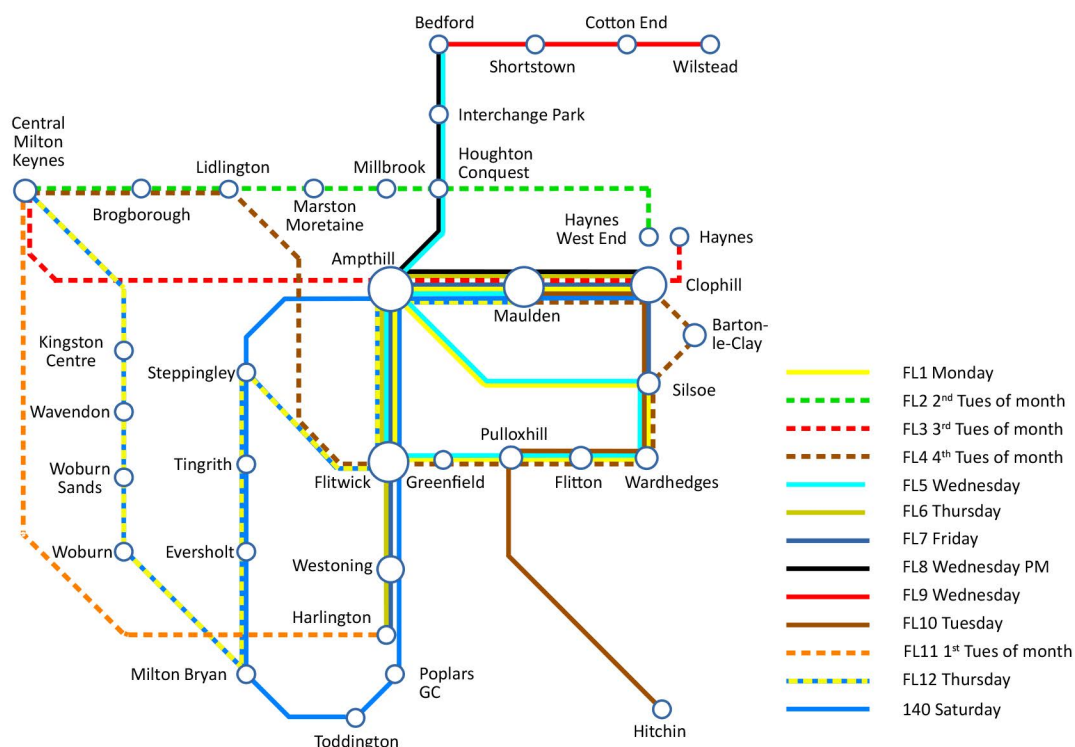 Bedford
Cotton End
Shortstown
Wilstead
Interchange Park
Central
Milton
Keynes
Lidlington
Millbrook
Houghton
Conquest
Brogborough
Marston
Moretaine
Haynes
West End
Haynes
Ampthill
Clophill
Maulden
Barton-
le-Clay
Kingston
Centre
Steppingley
Silsoe
Wavendon
Pulloxhill
Woburn
Sands
Tingrith
Flitwick
Greenfield
Flitton
Wardhedges
Woburn
Eversholt
Westoning
Harlington
Milton Bryan
Poplars
GC
Toddington
Hitchin
FL1 Monday
FL2 2nd Tues of month
FL3 3rd Tues of month
FL4 4th Tues of month
FL5 Wednesday
FL6 Thursday
FL7 Friday
FL8 Wednesday PM
FL9 Wednesday
FL10 Tuesday
FL11 1st Tues of month
FL12 Thursday
140 Saturday